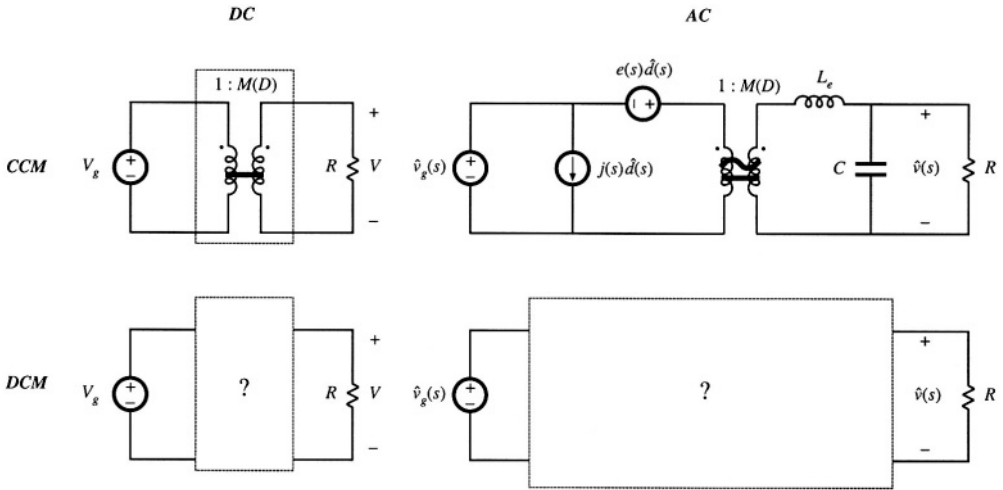 DC
AC
1 : M(D)
+
V_g
+
−
R
V
−
CCM
e(s)d̂(s)
− +
1 : M(D)
L_e
v̂_g(s)
+
−
j(s)d̂(s)
C
+
v̂(s)
−
R
DCM
V_g
+
−
?
R
+
V
−
v̂_g(s)
+
−
?
+
v̂(s)
−
R